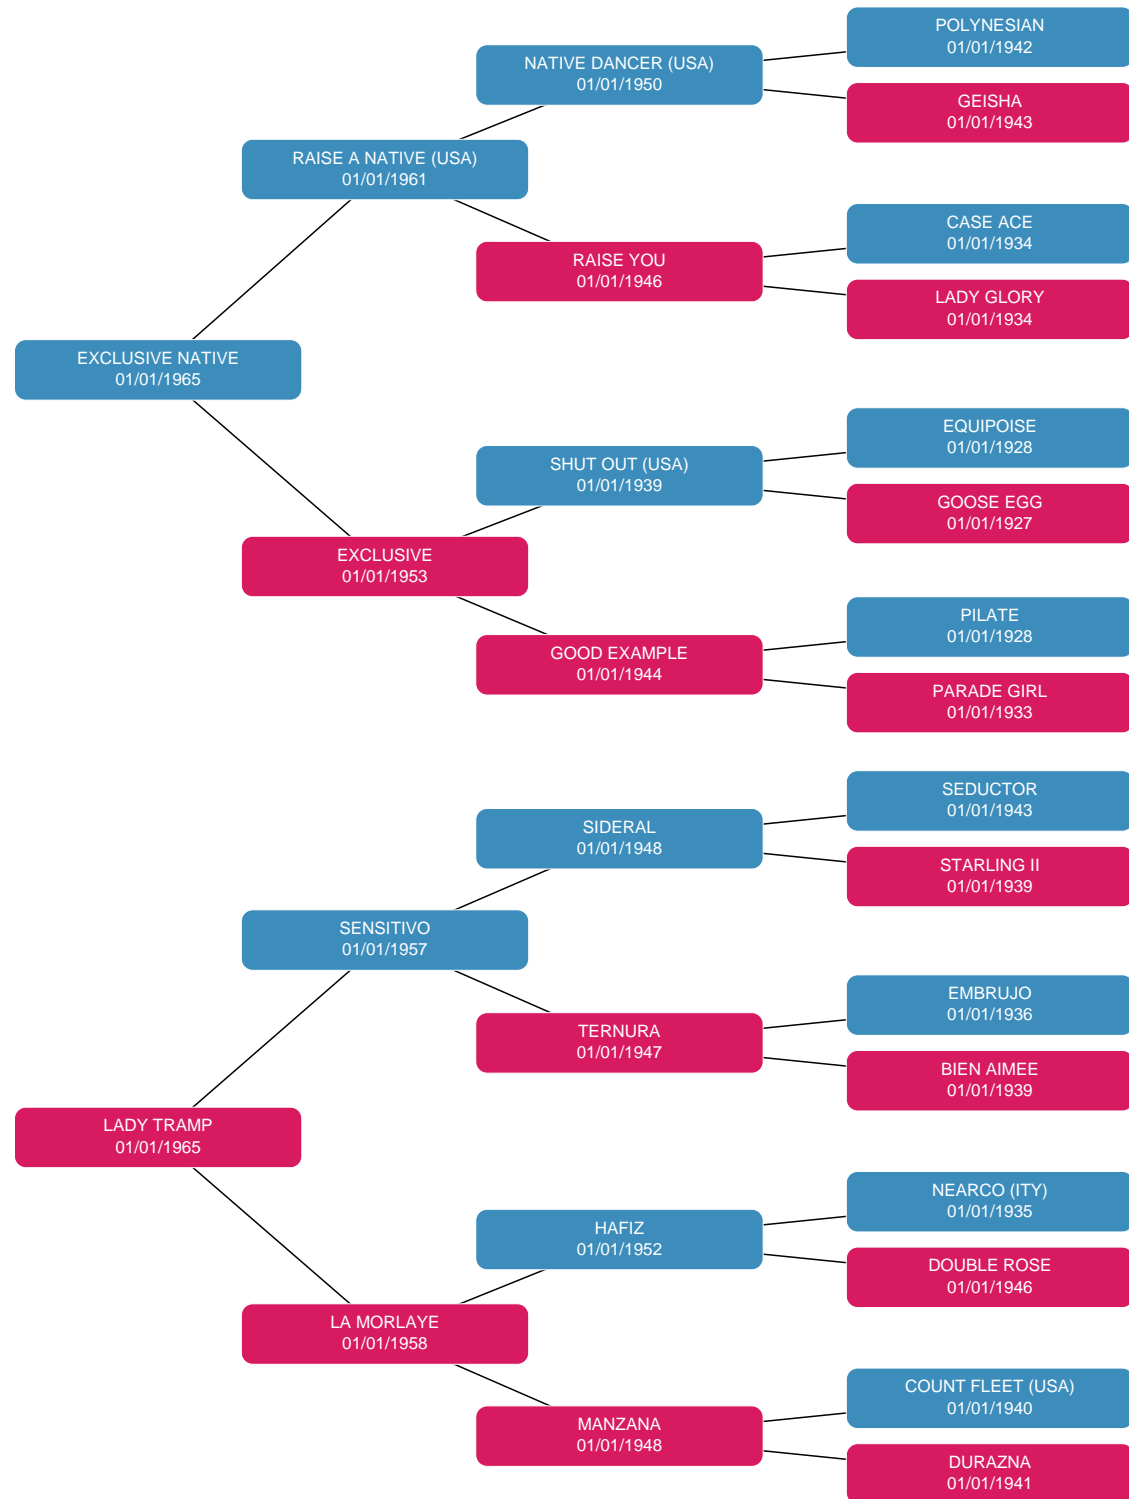 POLYNESIAN
01/01/1942
NATIVE DANCER (USA)
01/01/1950
GEISHA
01/01/1943
RAISE A NATIVE (USA)
01/01/1961
CASE ACE
01/01/1934
RAISE YOU
01/01/1946
LADY GLORY
01/01/1934
EXCLUSIVE NATIVE
01/01/1965
EQUIPOISE
01/01/1928
SHUT OUT (USA)
01/01/1939
GOOSE EGG
01/01/1927
EXCLUSIVE
01/01/1953
PILATE
01/01/1928
GOOD EXAMPLE
01/01/1944
PARADE GIRL
01/01/1933
SEDUCTOR
01/01/1943
SIDERAL
01/01/1948
STARLING II
01/01/1939
SENSITIVO
01/01/1957
EMBRUJO
01/01/1936
TERNURA
01/01/1947
BIEN AIMEE
01/01/1939
LADY TRAMP
01/01/1965
NEARCO (ITY)
01/01/1935
HAFIZ
01/01/1952
DOUBLE ROSE
01/01/1946
LA MORLAYE
01/01/1958
COUNT FLEET (USA)
01/01/1940
MANZANA
01/01/1948
DURAZNA
01/01/1941